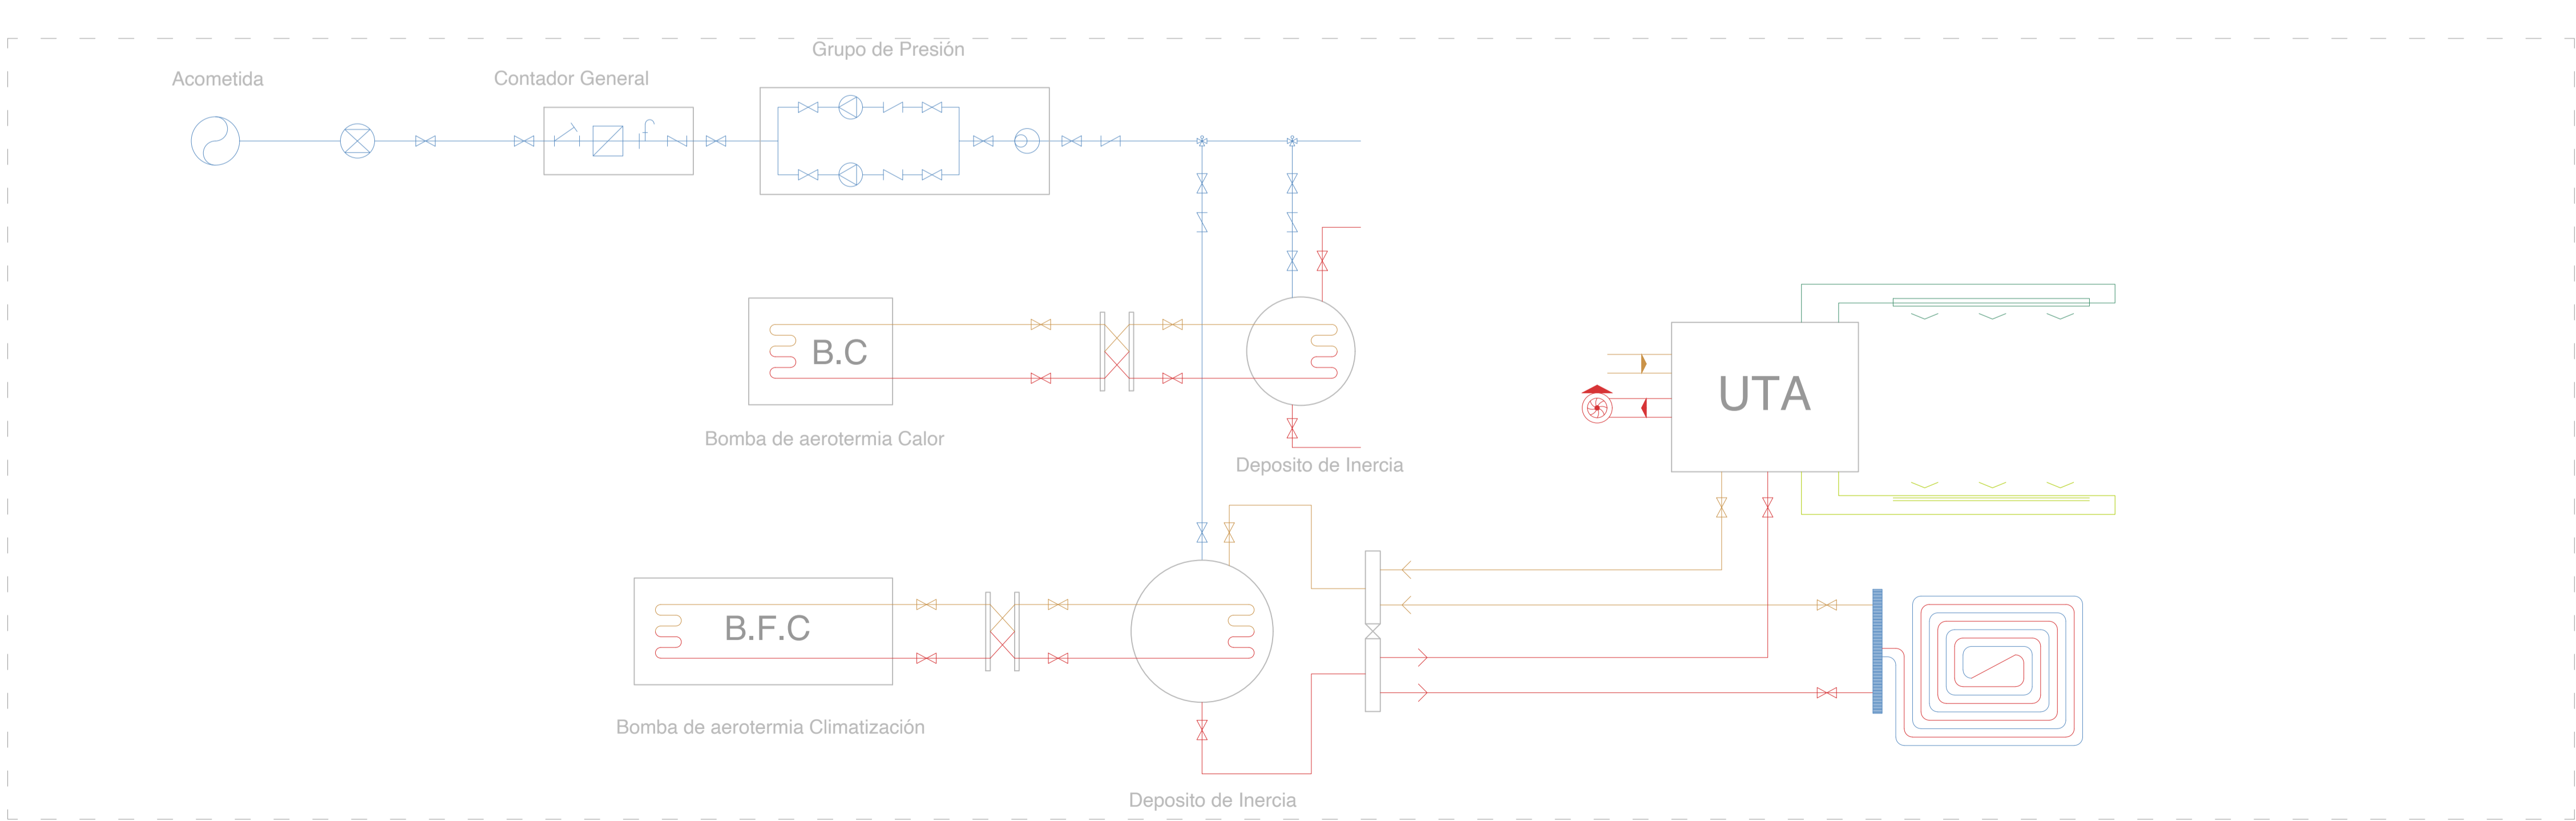 Grupo de Presión
Acometida
Contador General
B.C
UTA
Bomba de aerotermia Calor
Deposito de Inercia
B.F.C
Bomba de aerotermia Climatización
Deposito de Inercia